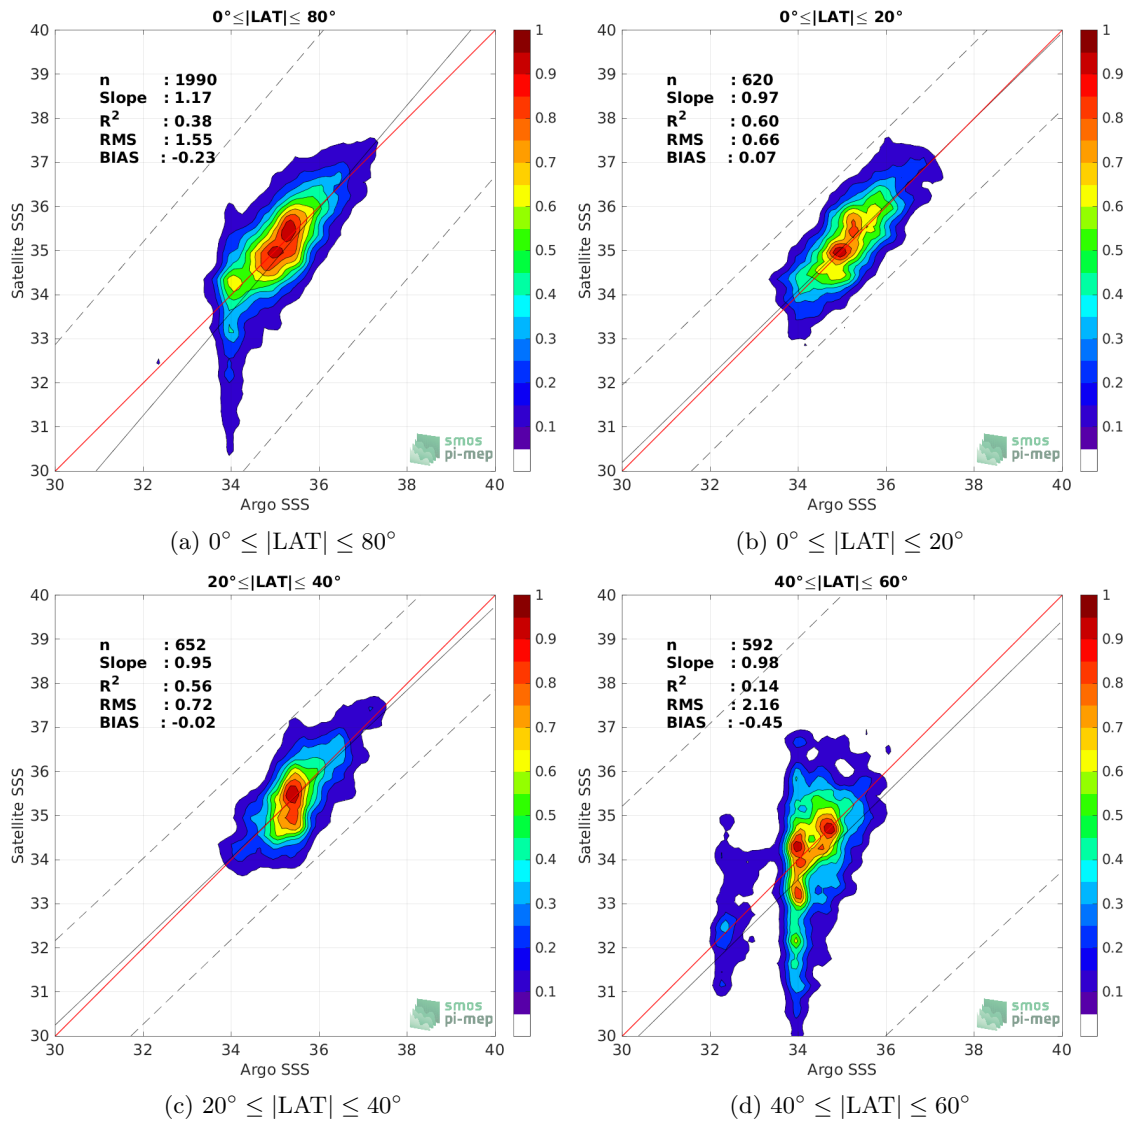 0°≤|LAT|≤ 80°
40
39
38
37
36
35
34
33
32
31
30
30
32
34
36
38
40
Satellite SSS
Argo SSS
n : 1990
Slope : 1.17
R² : 0.38
RMS : 1.55
BIAS : -0.23
1
0.9
0.8
0.7
0.6
0.5
0.4
0.3
0.2
0.1
smos
pi-mep
(a) 0° ≤ |LAT| ≤ 80°
0°≤|LAT|≤ 20°
40
39
38
37
36
35
34
33
32
31
30
30
32
34
36
38
40
Satellite SSS
Argo SSS
n : 620
Slope : 0.97
R² : 0.60
RMS : 0.66
BIAS : 0.07
1
0.9
0.8
0.7
0.6
0.5
0.4
0.3
0.2
0.1
smos
pi-mep
(b) 0° ≤ |LAT| ≤ 20°
20°≤|LAT|≤ 40°
40
39
38
37
36
35
34
33
32
31
30
30
32
34
36
38
40
Satellite SSS
Argo SSS
n : 652
Slope : 0.95
R² : 0.56
RMS : 0.72
BIAS : -0.02
1
0.9
0.8
0.7
0.6
0.5
0.4
0.3
0.2
0.1
smos
pi-mep
(c) 20° ≤ |LAT| ≤ 40°
40°≤|LAT|≤ 60°
40
39
38
37
36
35
34
33
32
31
30
30
32
34
36
38
40
Satellite SSS
Argo SSS
n : 592
Slope : 0.98
R² : 0.14
RMS : 2.16
BIAS : -0.45
1
0.9
0.8
0.7
0.6
0.5
0.4
0.3
0.2
0.1
smos
pi-mep
(d) 40° ≤ |LAT| ≤ 60°